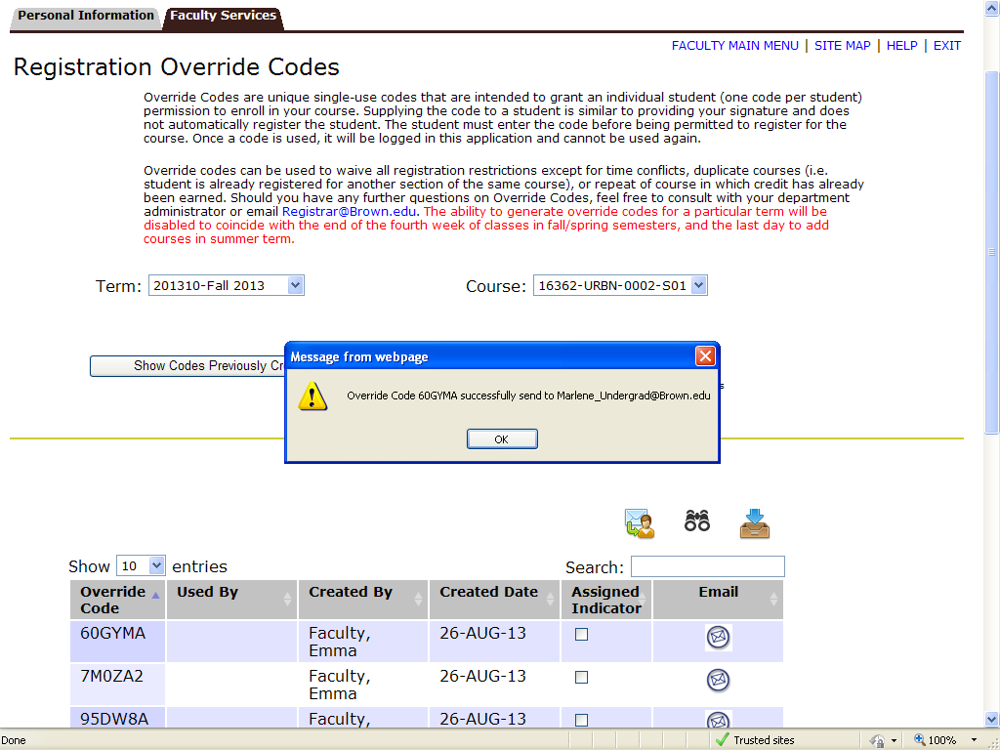 Personal Information Faculty Services
FACULTY MAIN MENU | SITE MAP | HELP | EXIT
Registration Override Codes
Override Codes are unique single-use codes that are intended to grant an individual student (one code per student)
permission to enroll in your course. Supplying the code to a student is similar to providing your signature and does
not automatically register the student. The student must enter the code before being permitted to register for the
course. Once a code is used, it will be logged in this application and cannot be used again.
Override codes can be used to waive all registration restrictions except for time conflicts, duplicate courses (i.e.
student is already registered for another section of the same course), or repeat of course in which credit has already
been earned. Should you have any further questions on Override Codes, feel free to consult with your department
administrator or email Registrar@Brown.edu. The ability to generate override codes for a particular term will be
disabled to coincide with the end of the fourth week of classes in fall/spring semesters, and the last day to add
courses in summer term.
Term: 201310-Fall 2013 Course: 16362-URBN-0002-S01
Show Codes Previously Cr
Message from webpage
Override Code 60GYMA successfully send to Marlene_Undergrad@Brown.edu
OK
Show 10 entries Search:
Override Code Used By Created By Created Date Assigned Indicator Email
60GYMA Faculty, Emma 26-AUG-13
7M0ZA2 Faculty, Emma 26-AUG-13
95DW8A Faculty, 26-AUG-13
Done Trusted sites 100%